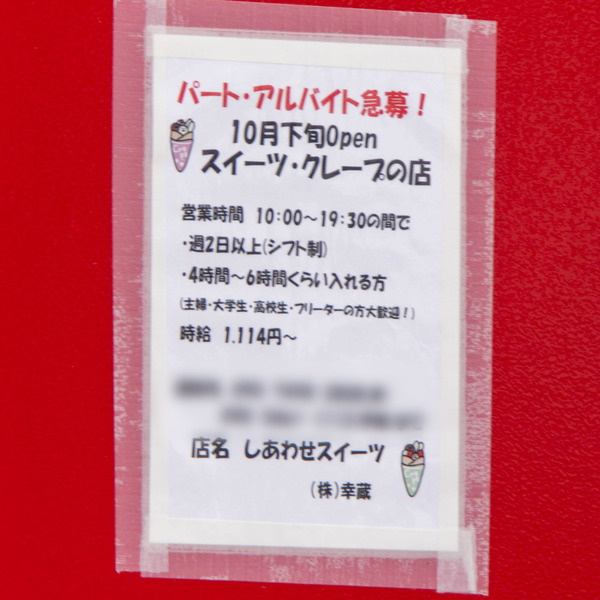 パート・アルバイト急募！
10月下旬Open
スイーツ・クレープの店
営業時間 10:00～19:30の間で
・週2日以上(シフト制)
・4時間～6時間くらい入れる方
(主婦・大学生・高校生・フリーターの方大歓迎！)
時給 1.114円～
店名 しあわせスイーツ
(株)幸蔵